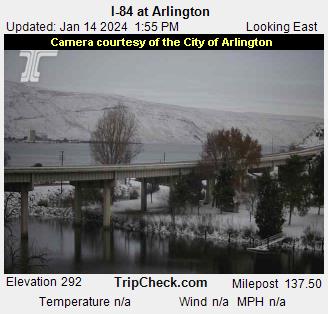 I-84 at Arlington
Updated: Jan 14 2024 1:55 PM Looking East
Camera courtesy of the City of Arlington
Elevation 292 TripCheck.com Milepost 137.50
Temperature n/a Wind n/a MPH n/a